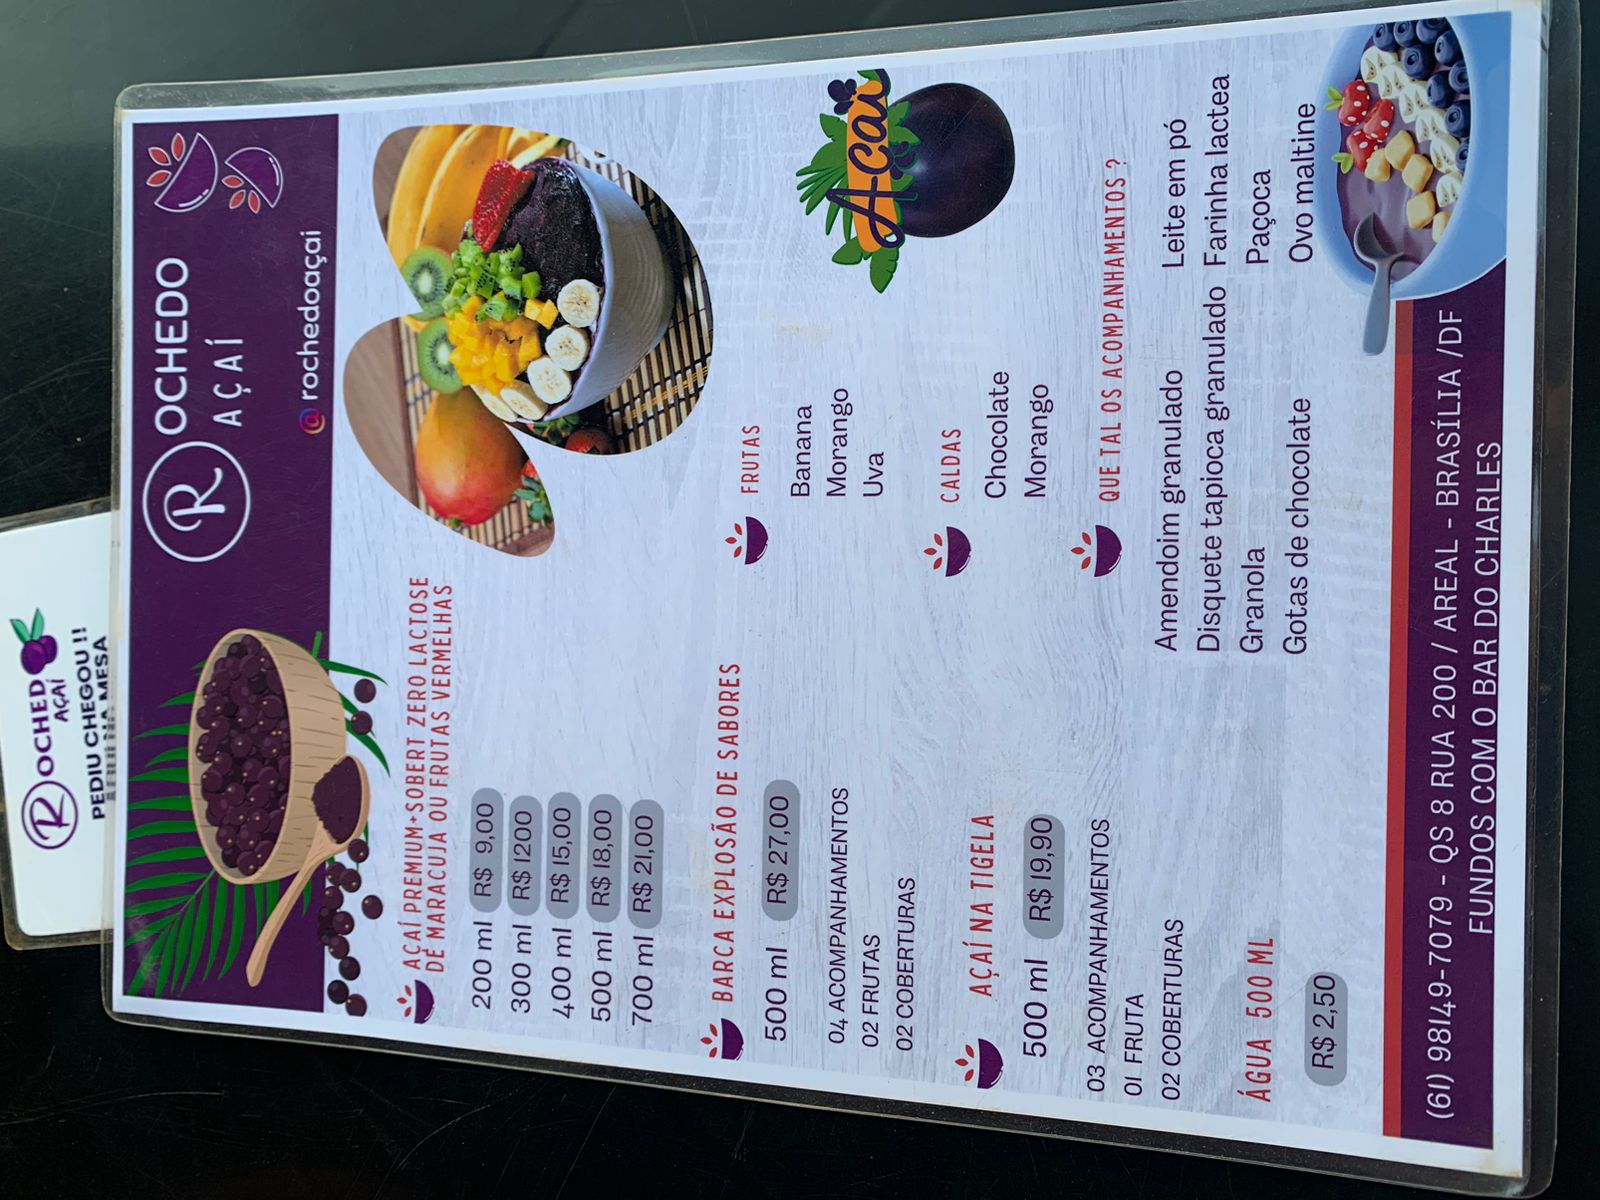 ROCHEDO
AÇAÍ
PEDIU CHEGOU !!
AQUI NA MESA
ROCHEDO
AÇAÍ
@ rochedoaçai
AÇAÍ PREMIUM+SOBERT ZERO LACTOSE
DE MARACUJA OU FRUTAS VERMELHAS
200 ml R$ 9,00
300 ml R$ 1200
400 ml R$ 15,00
500 ml R$ 18,00
700 ml R$ 21,00
BARCA EXPLOSÃO DE SABORES
500 ml R$ 27,00
04 ACOMPANHAMENTOS
02 FRUTAS
02 COBERTURAS
AÇAÍ NA TIGELA
500 ml R$ 19,90
03 ACOMPANHAMENTOS
01 FRUTA
02 COBERTURAS
ÁGUA 500 ML
R$ 2,50
FRUTAS
Banana
Morango
Uva
Açaí
CALDAS
Chocolate
Morango
QUE TAL OS ACOMPANHAMENTOS ?
Amendoim granulado
Disquete tapioca granulado
Granola
Gotas de chocolate
Leite em pó
Farinha lactea
Paçoca
Ovo maltine
(61) 98149-7079 - QS 8 RUA 200 / AREAL - BRASÍLIA /DF
FUNDOS COM O BAR DO CHARLES